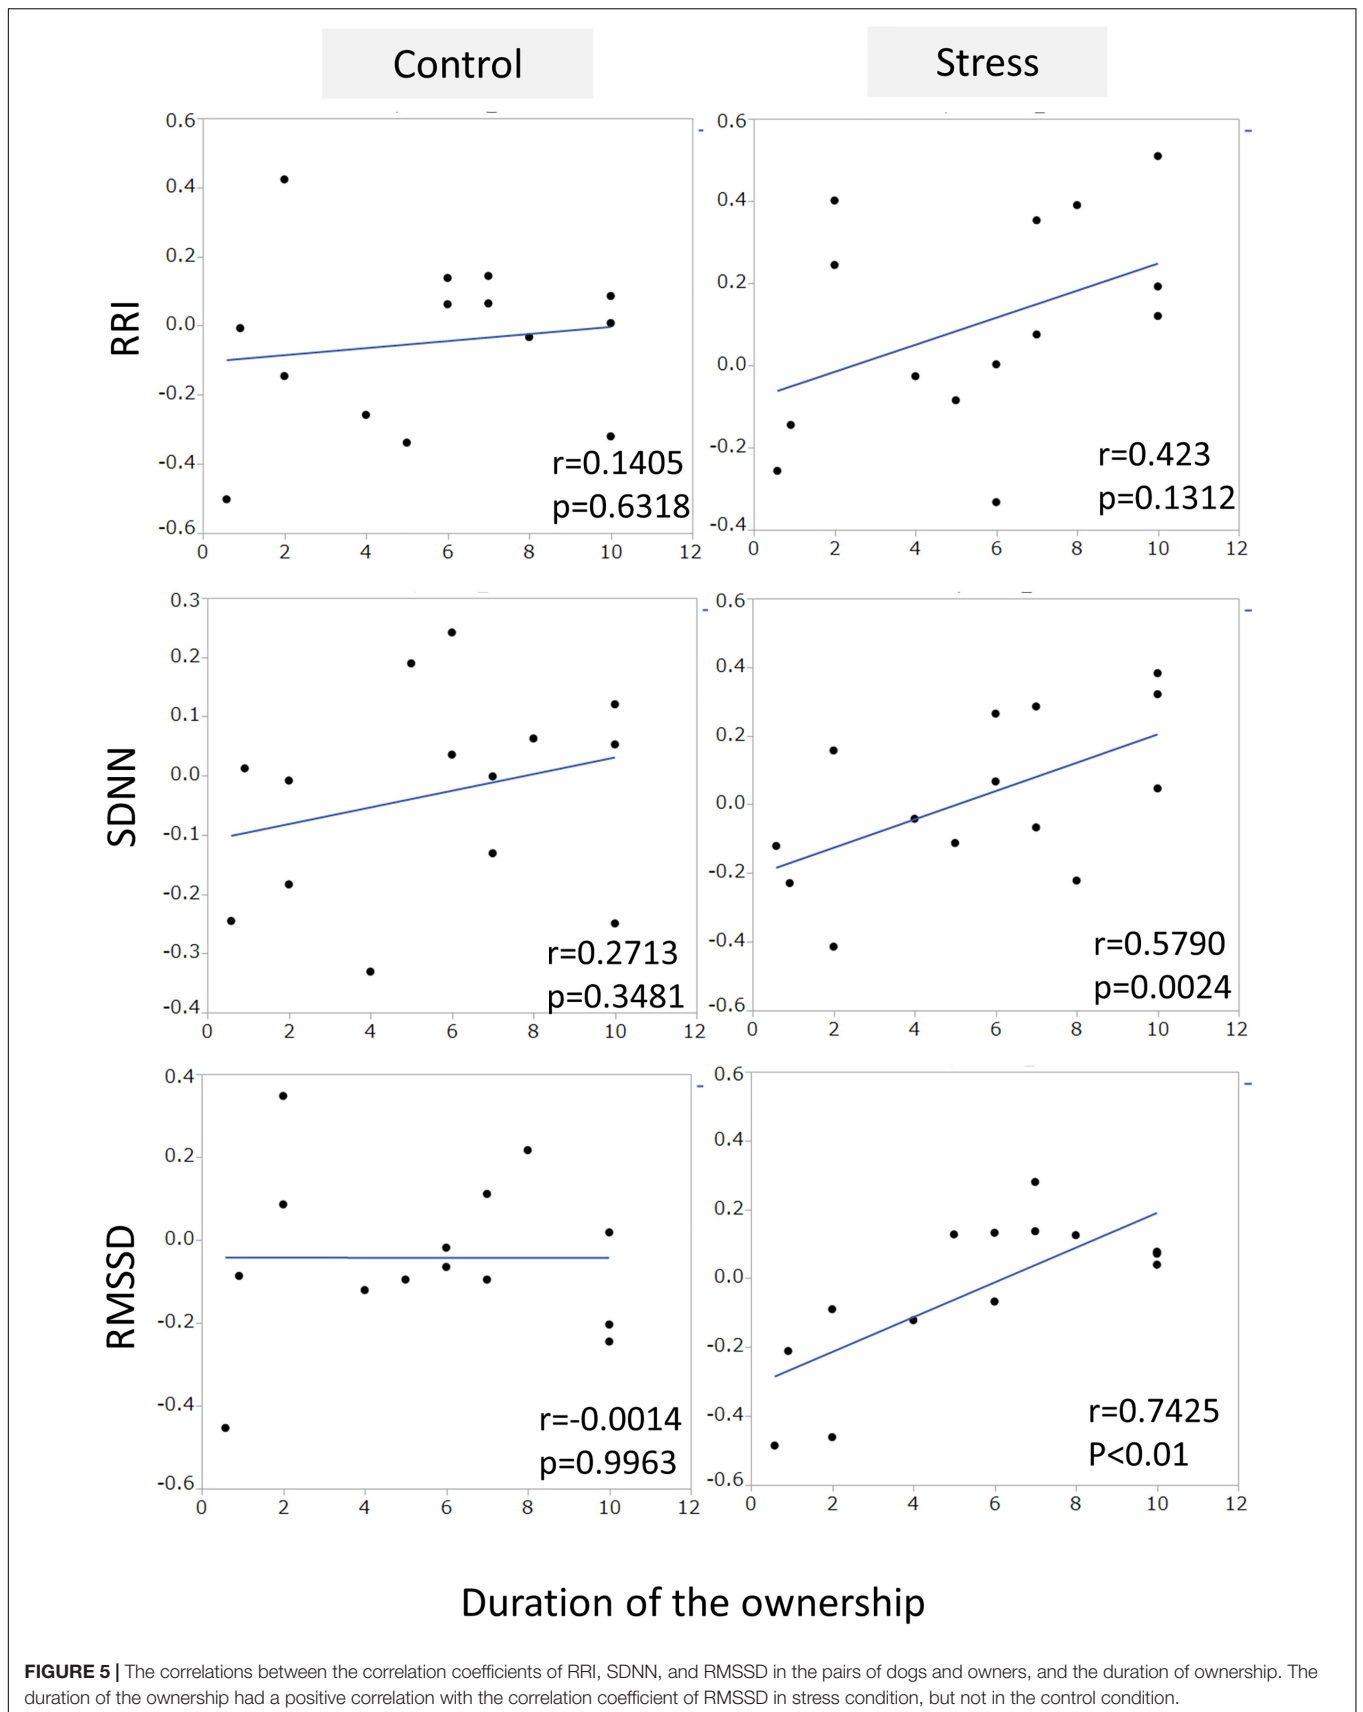 Control
Stress
0.6
0.4
0.2
0.0
-0.2
-0.4
-0.6
0 2 4 6 8 10 12
RRI
r=0.1405
p=0.6318
0.6
0.4
0.2
0.0
-0.2
-0.4
0 2 4 6 8 10 12
r=0.423
p=0.1312
0.3
0.2
0.1
0.0
-0.1
-0.2
-0.3
-0.4
0 2 4 6 8 10 12
SDNN
r=0.2713
p=0.3481
0.6
0.4
0.2
0.0
-0.2
-0.4
-0.6
0 2 4 6 8 10 12
r=0.5790
p=0.0024
0.4
0.2
0.0
-0.2
-0.4
-0.6
0 2 4 6 8 10 12
RMSSD
r=-0.0014
p=0.9963
0.6
0.4
0.2
0.0
-0.2
-0.4
-0.6
0 2 4 6 8 10 12
r=0.7425
P<0.01
Duration of the ownership
FIGURE 5 | The correlations between the correlation coefficients of RRI, SDNN, and RMSSD in the pairs of dogs and owners, and the duration of ownership. The
duration of the ownership had a positive correlation with the correlation coefficient of RMSSD in stress condition, but not in the control condition.